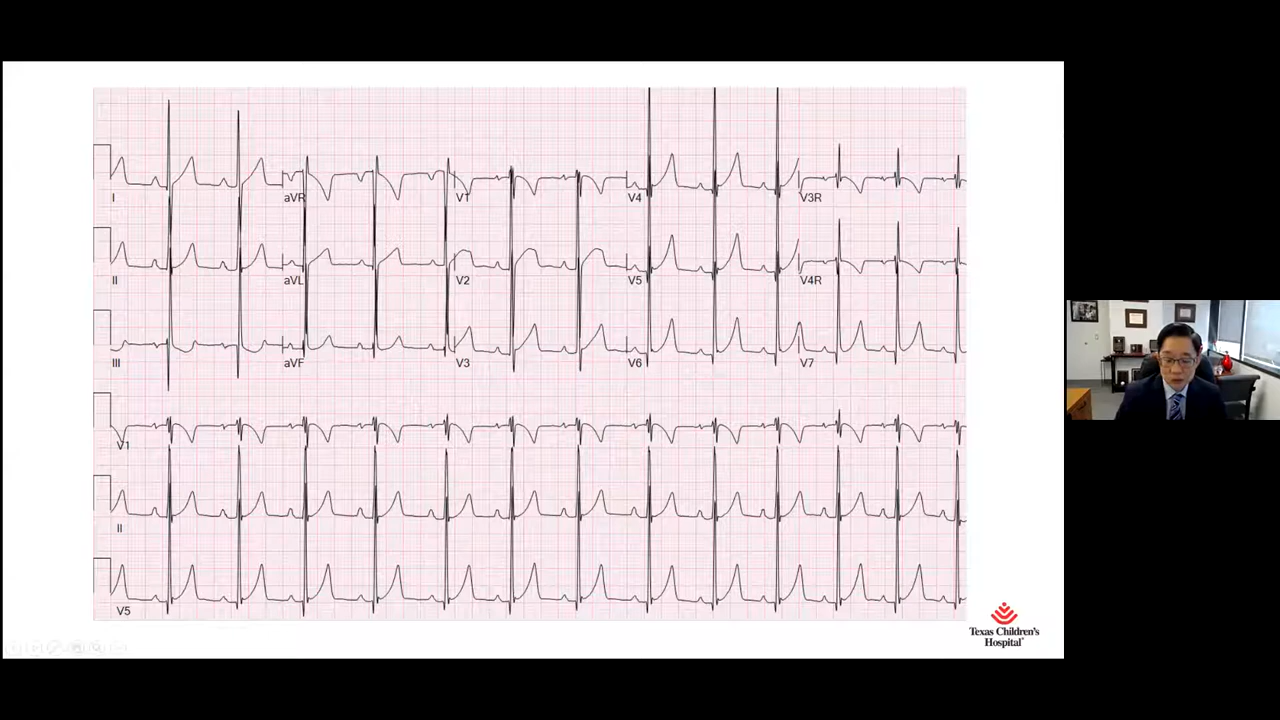 I
aVR
V1
V4
V3R
II
aVL
V2
V5
V4R
III
aVF
V3
V6
V7
V1
II
V5
Texas Children's
Hospital